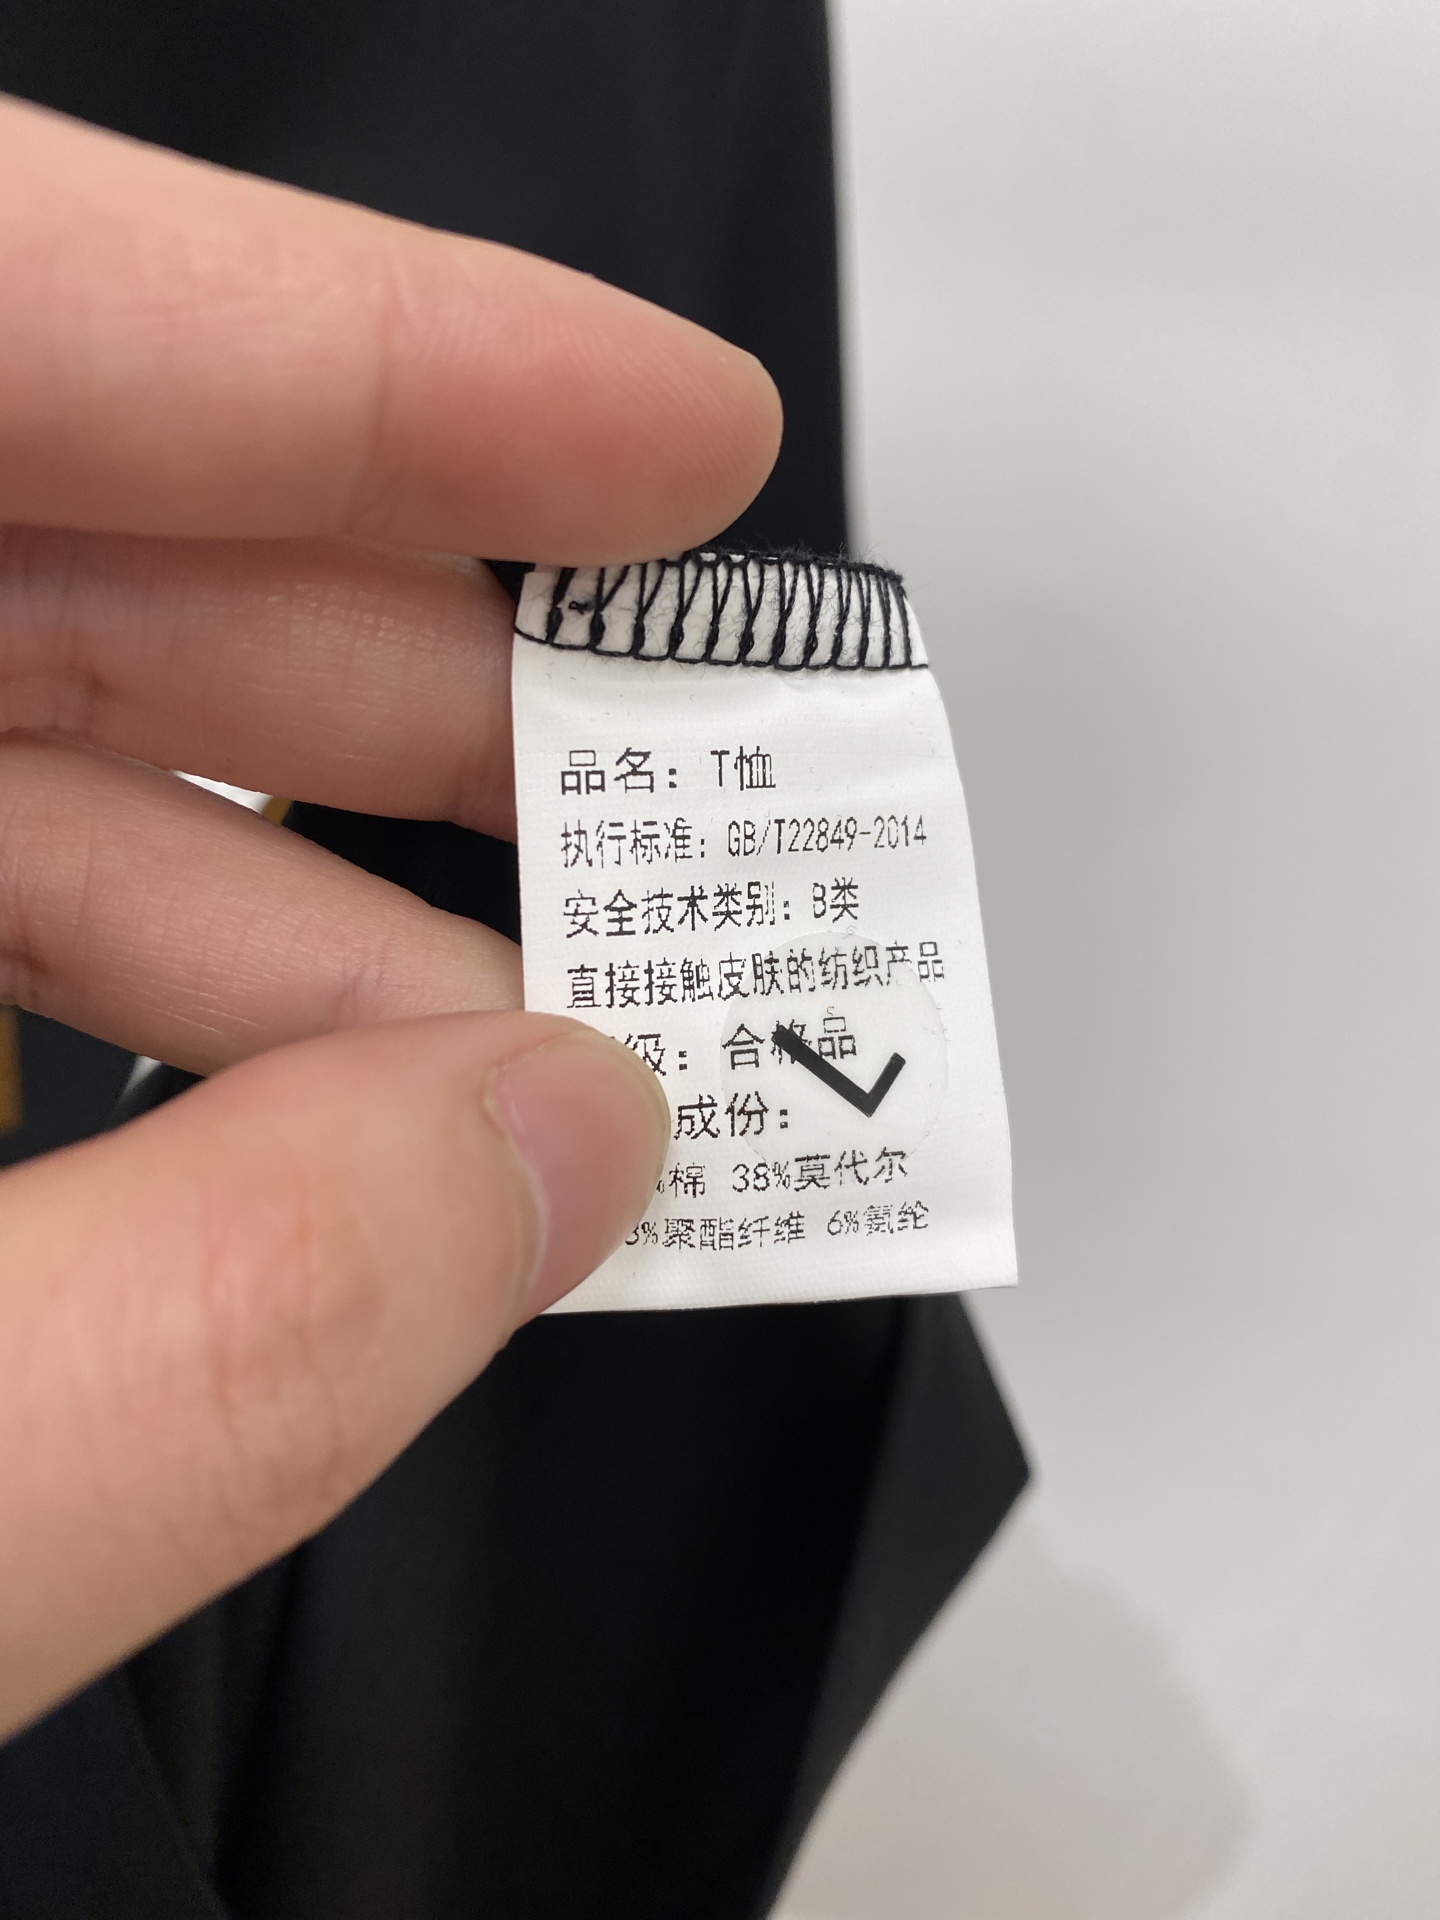 品名：T恤
执行标准：GB/T22849-2014
安全技术类别：B类
直接接触皮肤的纺织产品
级：合格品
成份：
%棉 38%莫代尔
3%聚酯纤维 6%氨纶